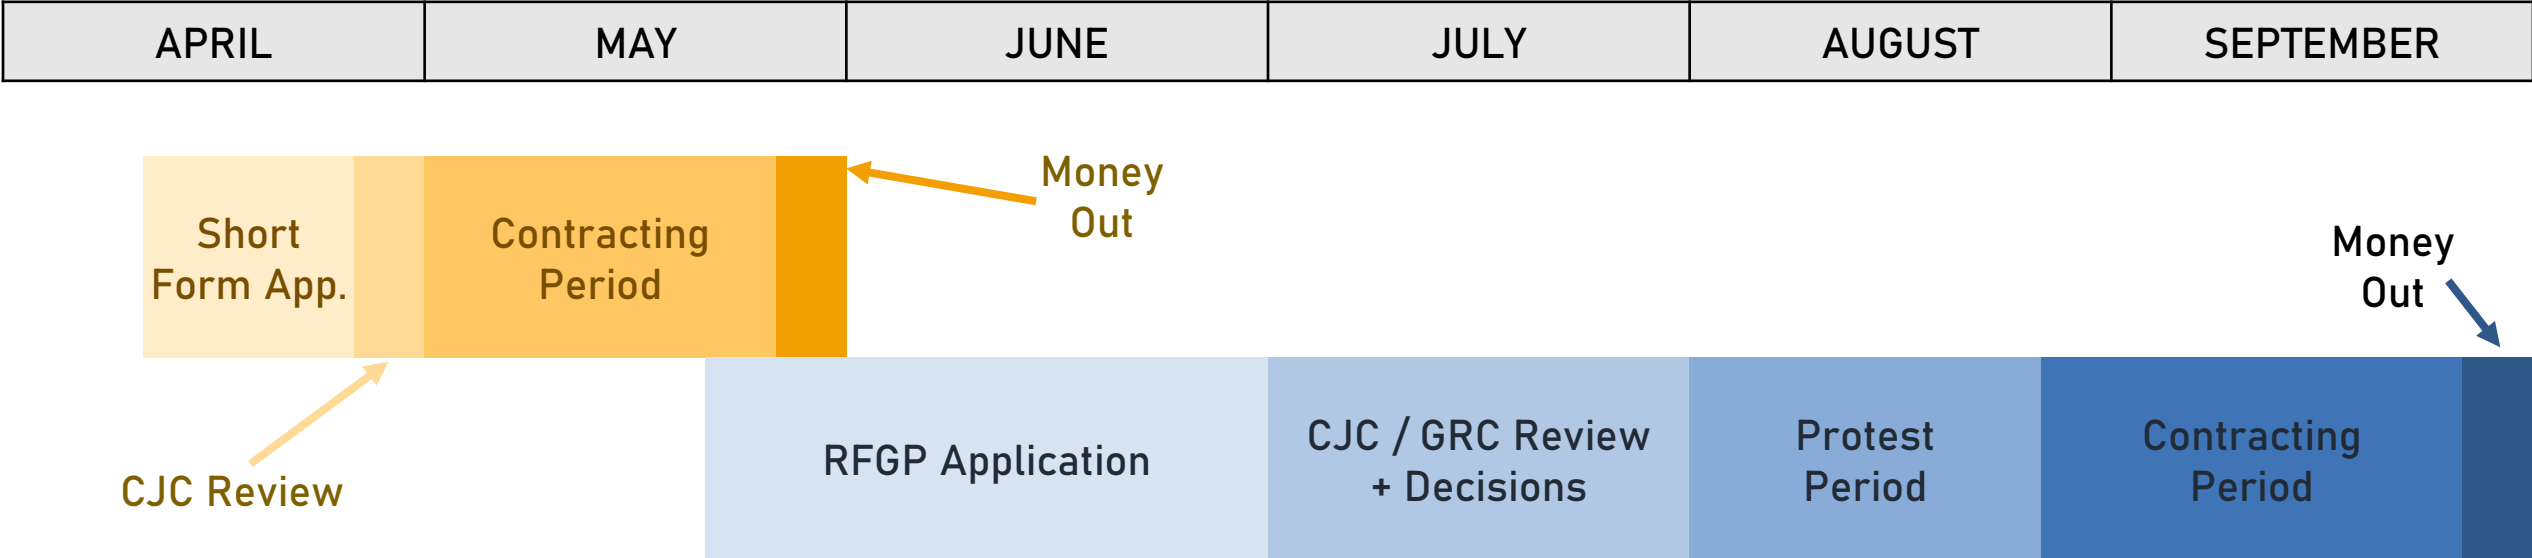 APRIL
MAY
JUNE
JULY
AUGUST
SEPTEMBER
Short
Form App.
Contracting
Period
Money
Out
CJC Review
Money
Out
RFGP Application
CJC / GRC Review
+ Decisions
Protest
Period
Contracting
Period